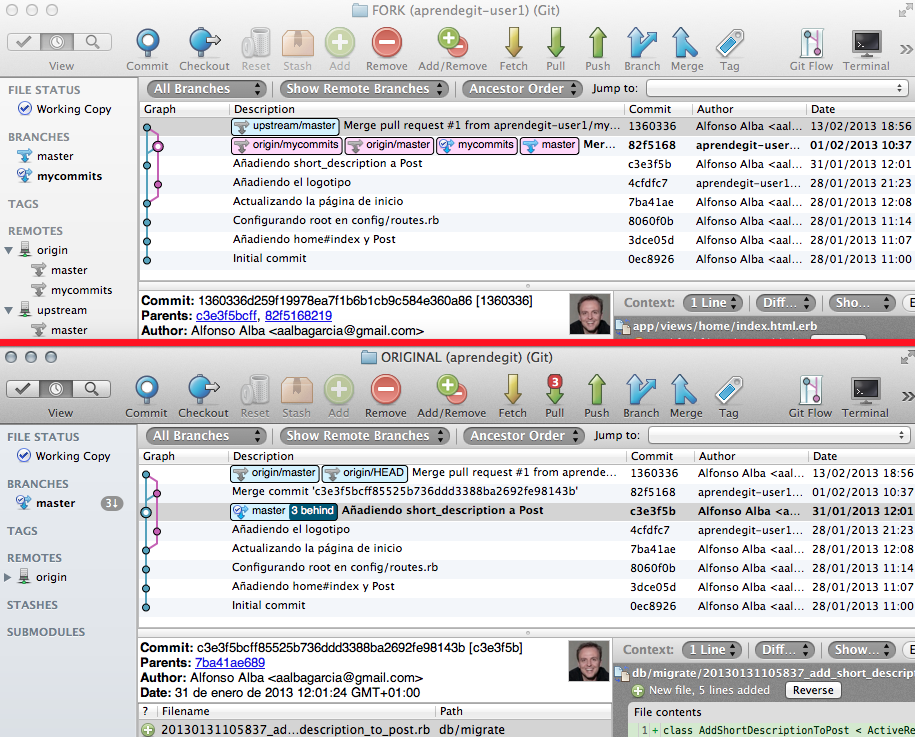 FORK (aprendegit-user1) (Git)
View Commit Checkout Reset Stash Add Remove Add/Remove Fetch Pull Push Branch Merge Tag Git Flow Terminal
FILE STATUS
Working Copy
BRANCHES
master
mycommits
TAGS
REMOTES
origin
master
mycommits
upstream
master
All Branches Show Remote Branches Ancestor Order Jump to:
Graph Description Commit Author Date
upstream/master Merge pull request #1 from aprendegit-user1/my... 1360336 Alfonso Alba <aal... 13/02/2013 18:56
origin/mycommits origin/master mycommits master Mer... 82f5168 aprendegit-user... 01/02/2013 10:37
Añadiendo short_description a Post c3e3f5b Alfonso Alba <aal... 31/01/2013 12:01
Añadiendo el logotipo 4cfdfc7 aprendegit-user1... 28/01/2013 21:23
Actualizando la página de inicio 7ba41ae Alfonso Alba <aal... 28/01/2013 12:08
Configurando root en config/routes.rb 8060f0b Alfonso Alba <aal... 28/01/2013 11:14
Añadiendo home#index y Post 3dce05d Alfonso Alba <aal... 28/01/2013 11:07
Initial commit 0ec8926 Alfonso Alba <aal... 28/01/2013 11:00
Commit: 1360336d259f19978ea7f1b6b1cb9c584e360a86 [1360336]
Parents: c3e3f5bcff, 82f5168219
Author: Alfonso Alba <aalbagarcia@gmail.com>
Context: 1 Line Diff... Sho... E
app/views/home/index.html.erb
ORIGINAL (aprendegit) (Git)
View Commit Checkout Reset Stash Add Remove Add/Remove Fetch 3 Pull Push Branch Merge Tag Git Flow Terminal
FILE STATUS
Working Copy
BRANCHES
master 3↓
TAGS
REMOTES
origin
STASHES
SUBMODULES
All Branches Show Remote Branches Ancestor Order Jump to:
Graph Description Commit Author Date
origin/master origin/HEAD Merge pull request #1 from aprende... 1360336 Alfonso Alba <aal... 13/02/2013 18:56
Merge commit 'c3e3f5bcff85525b736ddd3388ba2692fe98143b' 82f5168 aprendegit-user1... 01/02/2013 10:37
master 3 behind Añadiendo short_description a Post c3e3f5b Alfonso Alba <a... 31/01/2013 12:01
Añadiendo el logotipo 4cfdfc7 aprendegit-user1... 28/01/2013 21:23
Actualizando la página de inicio 7ba41ae Alfonso Alba <aal... 28/01/2013 12:08
Configurando root en config/routes.rb 8060f0b Alfonso Alba <aal... 28/01/2013 11:14
Añadiendo home#index y Post 3dce05d Alfonso Alba <aal... 28/01/2013 11:07
Initial commit 0ec8926 Alfonso Alba <aal... 28/01/2013 11:00
Commit: c3e3f5bcff85525b736ddd3388ba2692fe98143b [c3e3f5b]
Parents: 7ba41ae689
Author: Alfonso Alba <aalbagarcia@gmail.com>
Date: 31 de enero de 2013 12:01:24 GMT+01:00
? Filename Path
20130131105837_ad...description_to_post.rb db/migrate
Context: 1 Line Diff... Show... E
db/migrate/20130131105837_add_short_descript
New file, 5 lines added Reverse
File contents
1 + class AddShortDescriptionToPost < ActiveRe